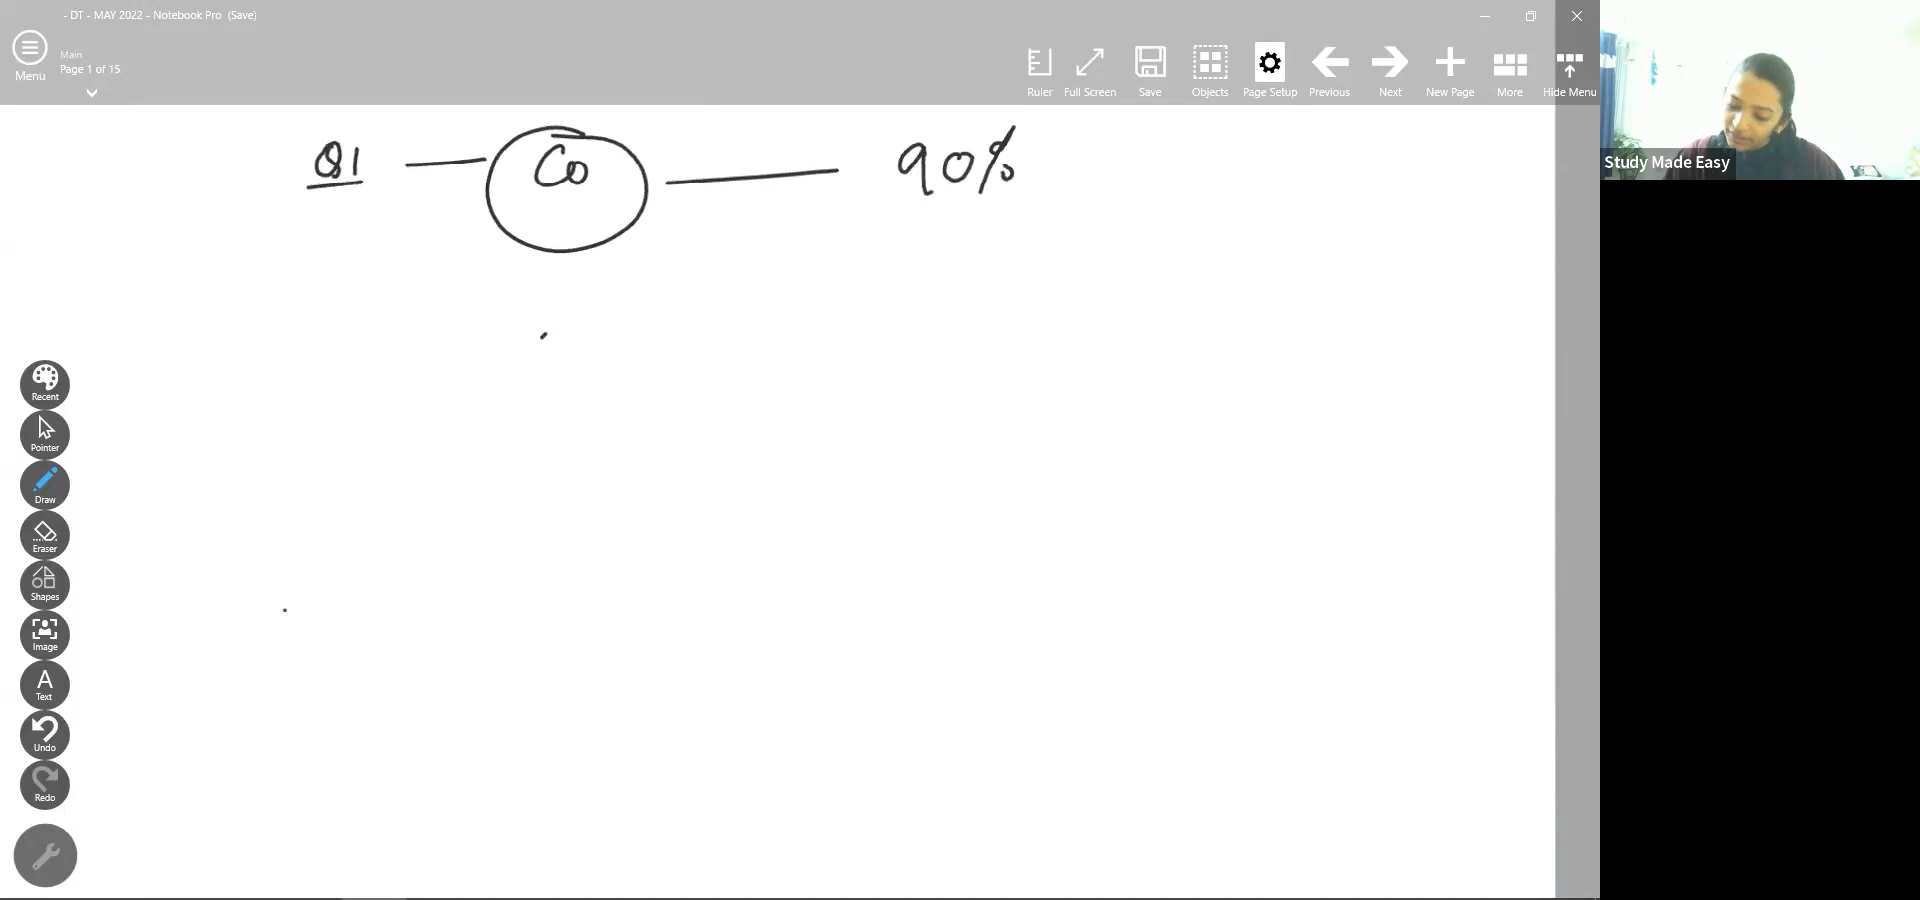 - DT - MAY 2022 - Notebook Pro (Save)
Menu
Main
Page 1 of 15
Ruler Full Screen Save Objects Page Setup Previous Next New Page More Hide Menu
Study Made Easy
Q1 — Co — 90%
Recent
Pointer
Draw
Eraser
Shapes
Image
A
Text
Undo
Redo